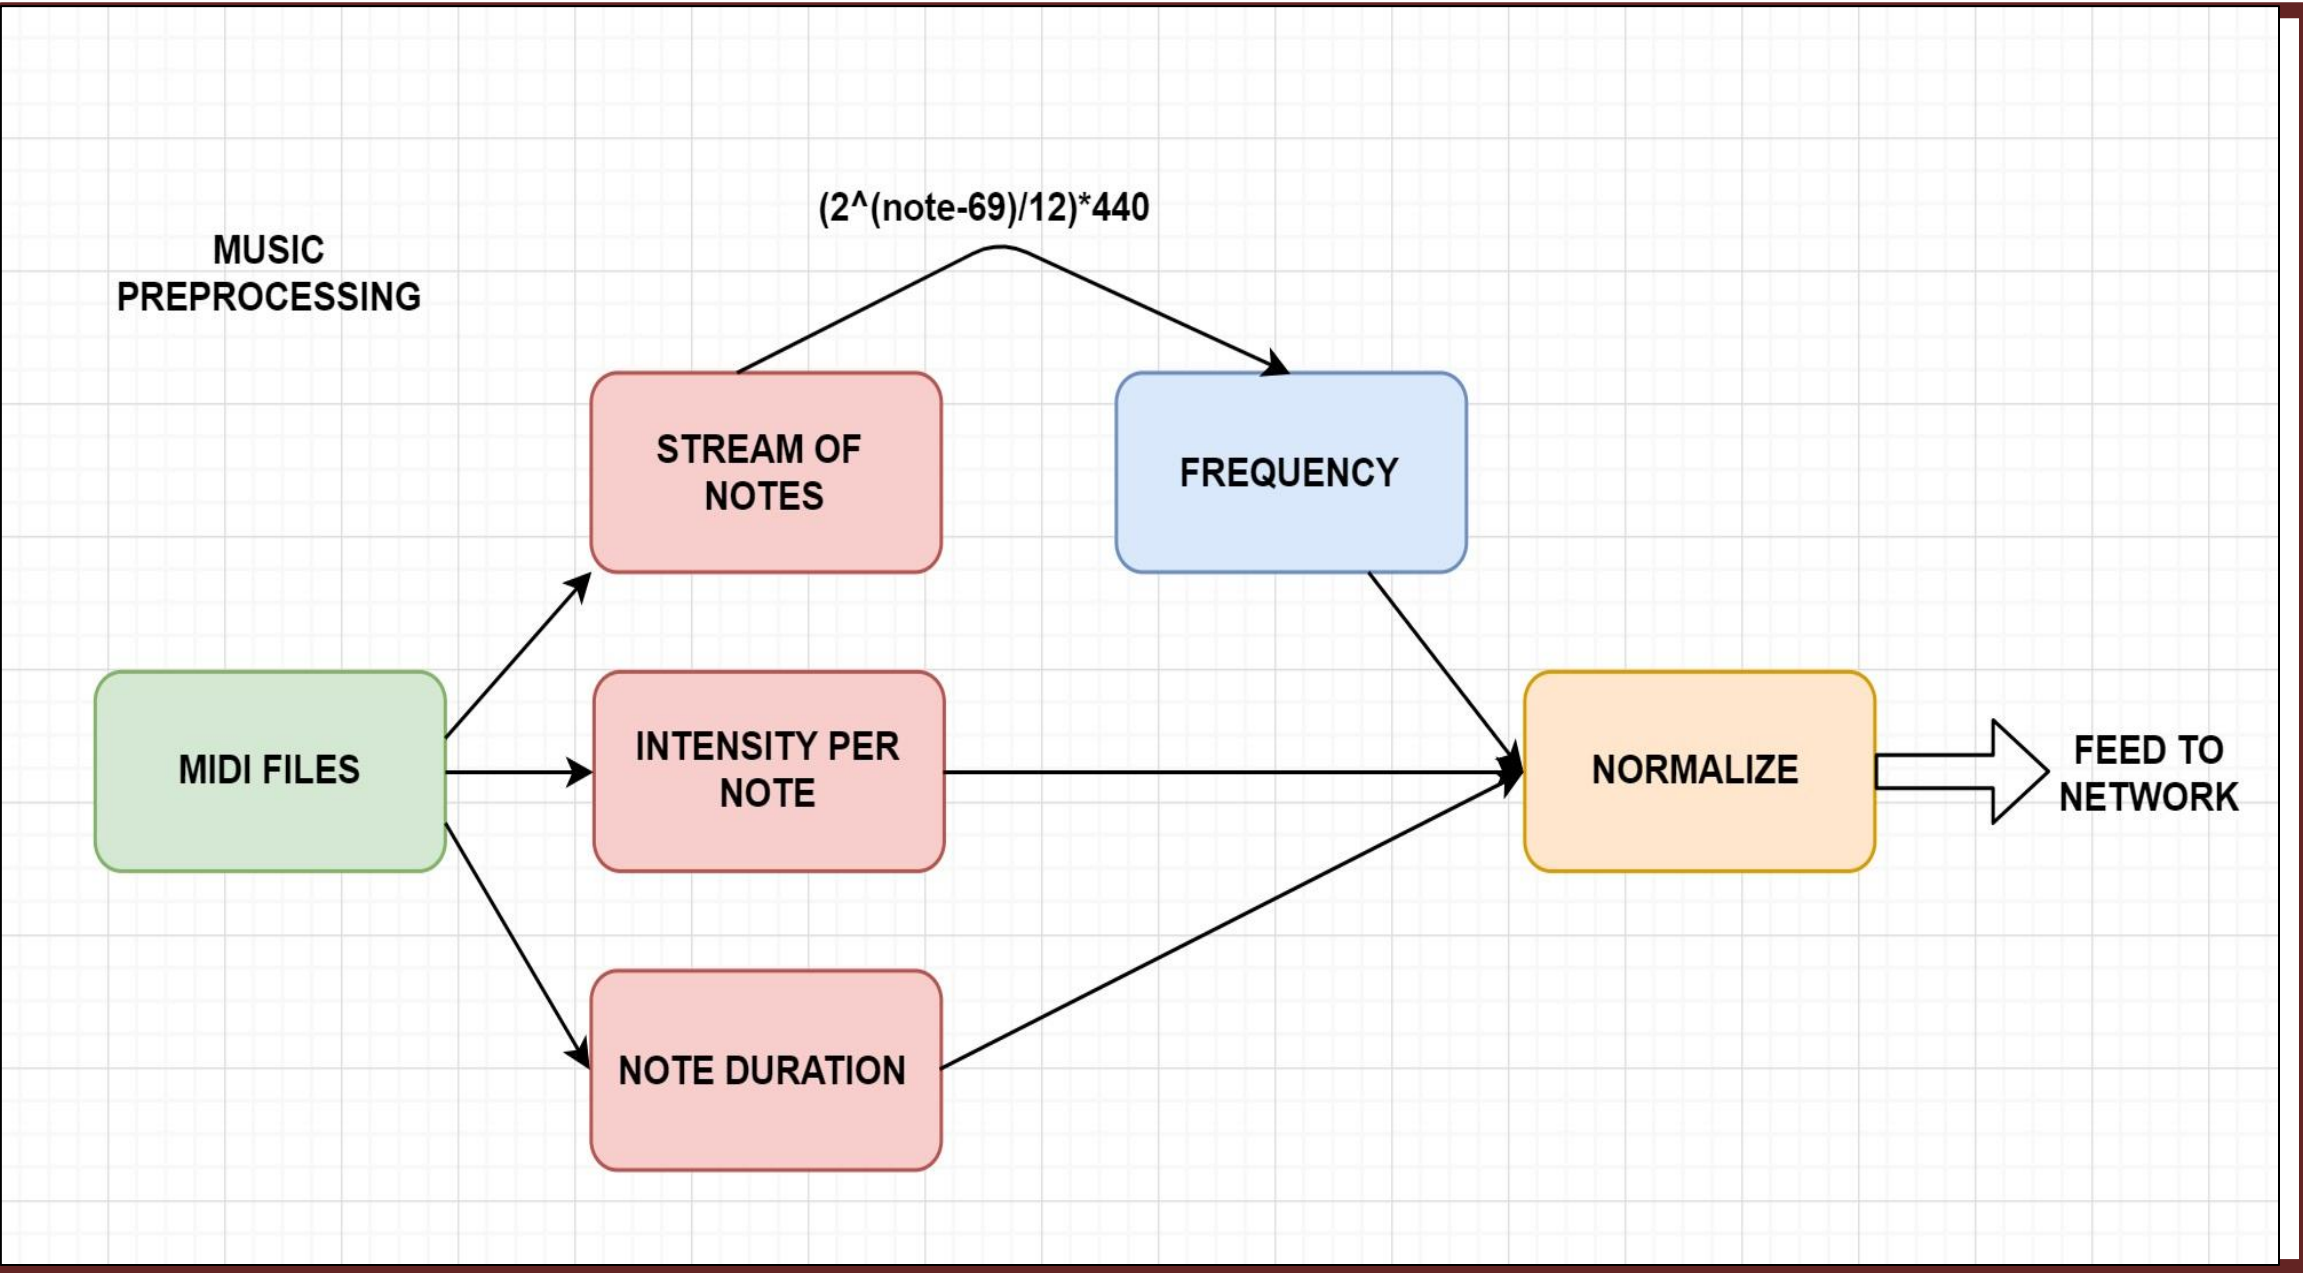 (2^(note-69)/12)*440
MUSIC
PREPROCESSING
STREAM OF
NOTES
FREQUENCY
MIDI FILES
INTENSITY PER
NOTE
NORMALIZE
FEED TO
NETWORK
NOTE DURATION